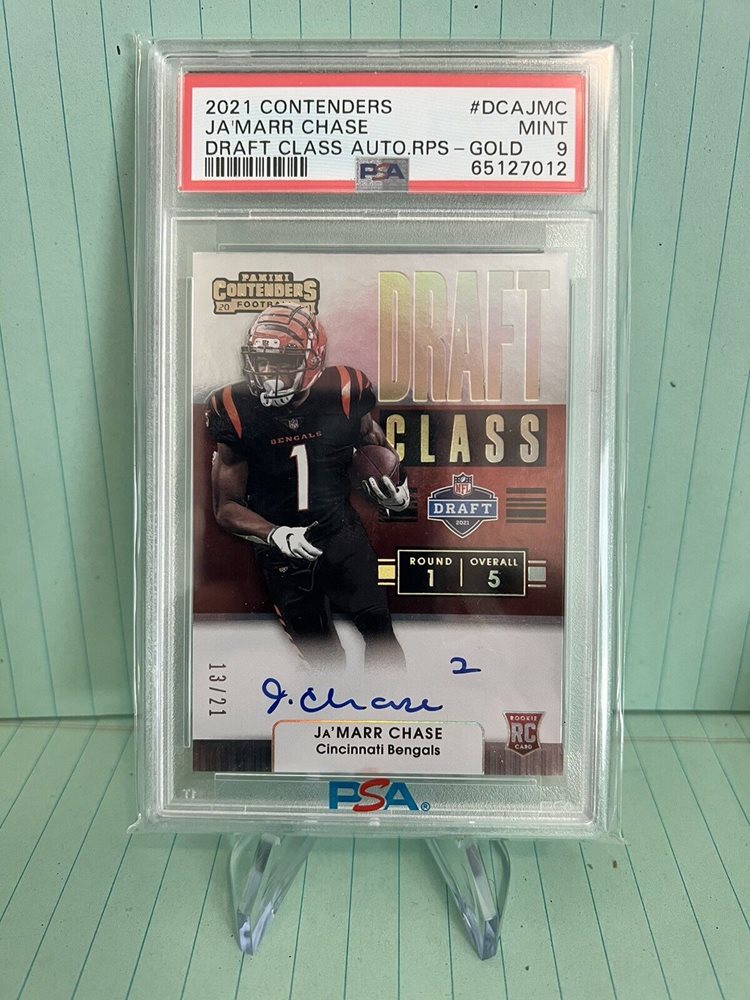 2021 CONTENDERS #DCAJMC
JA'MARR CHASE MINT
DRAFT CLASS AUTO.RPS-GOLD 9
65127012
PSA
PANINI
CONTENDERS
20 FOOTBALL
DRAFT
CLASS
NFL
DRAFT
2021
ROUND OVERALL
1 5
BENGALS
1
13/21
2
J. Chase
JA'MARR CHASE
Cincinnati Bengals
ROOKIE
RC
CARD
PSA®